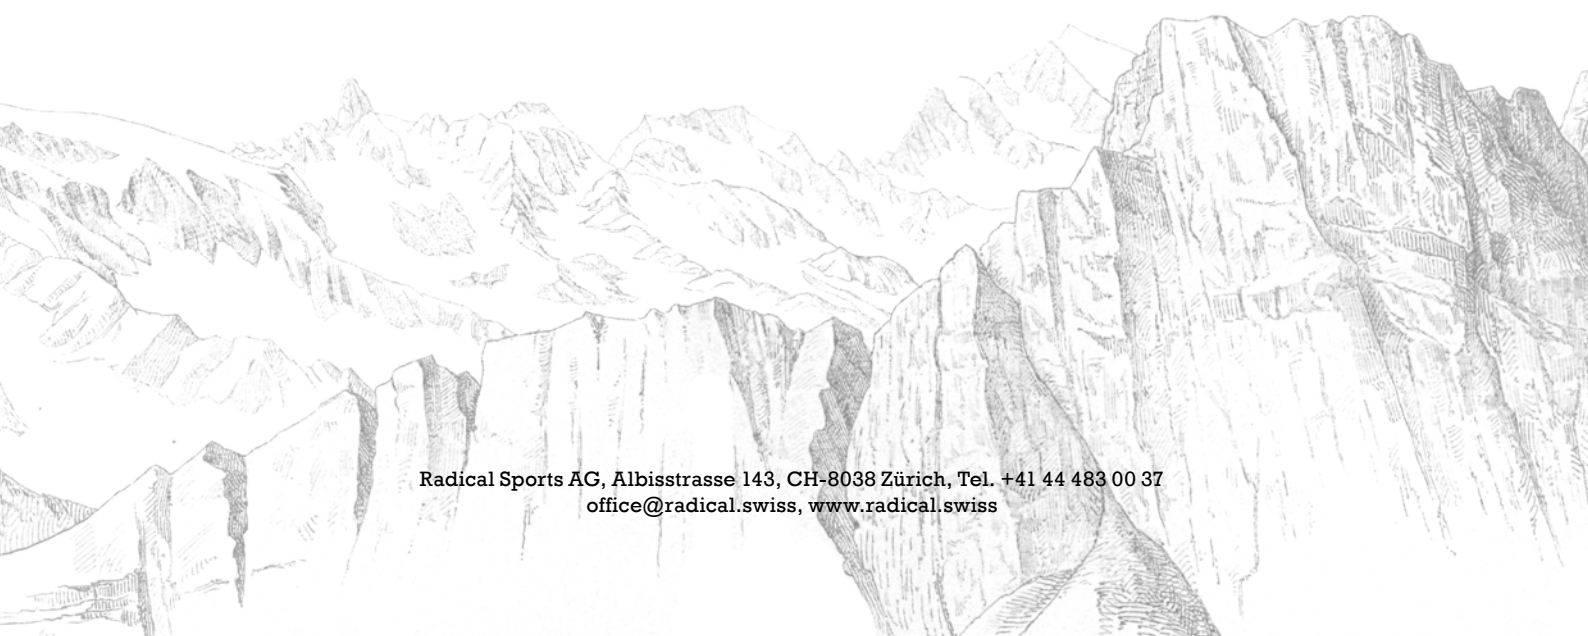 Radical Sports AG, Albisstrasse 143, CH-8038 Zürich, Tel. +41 44 483 00 37
office@radical.swiss, www.radical.swiss